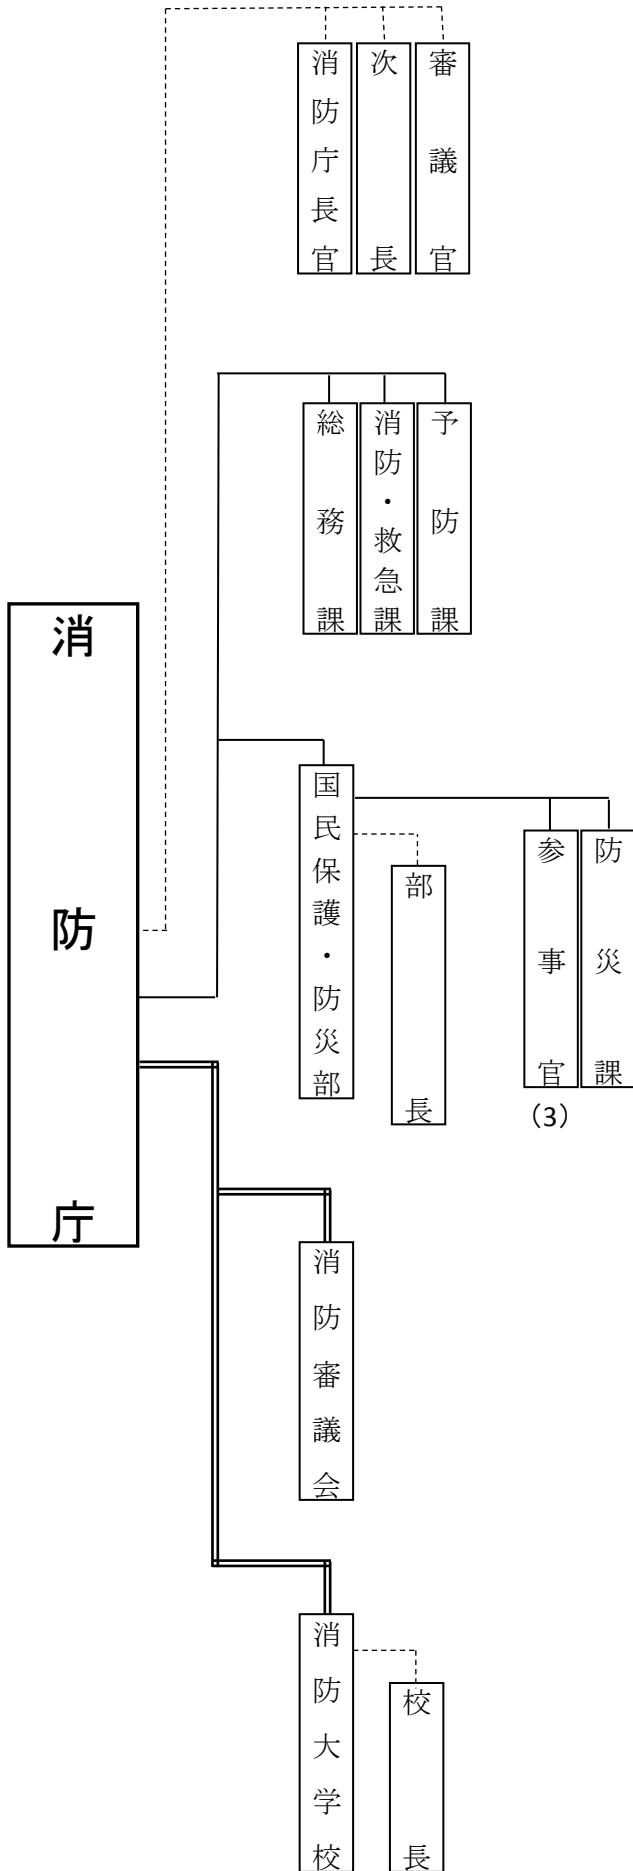 消防庁長官
次長
審議官
総務課
消防・救急課
予防課
消防庁
国民保護・防災部
部長
参事官
(3)
防災課
消防審議会
消防大学校
校長